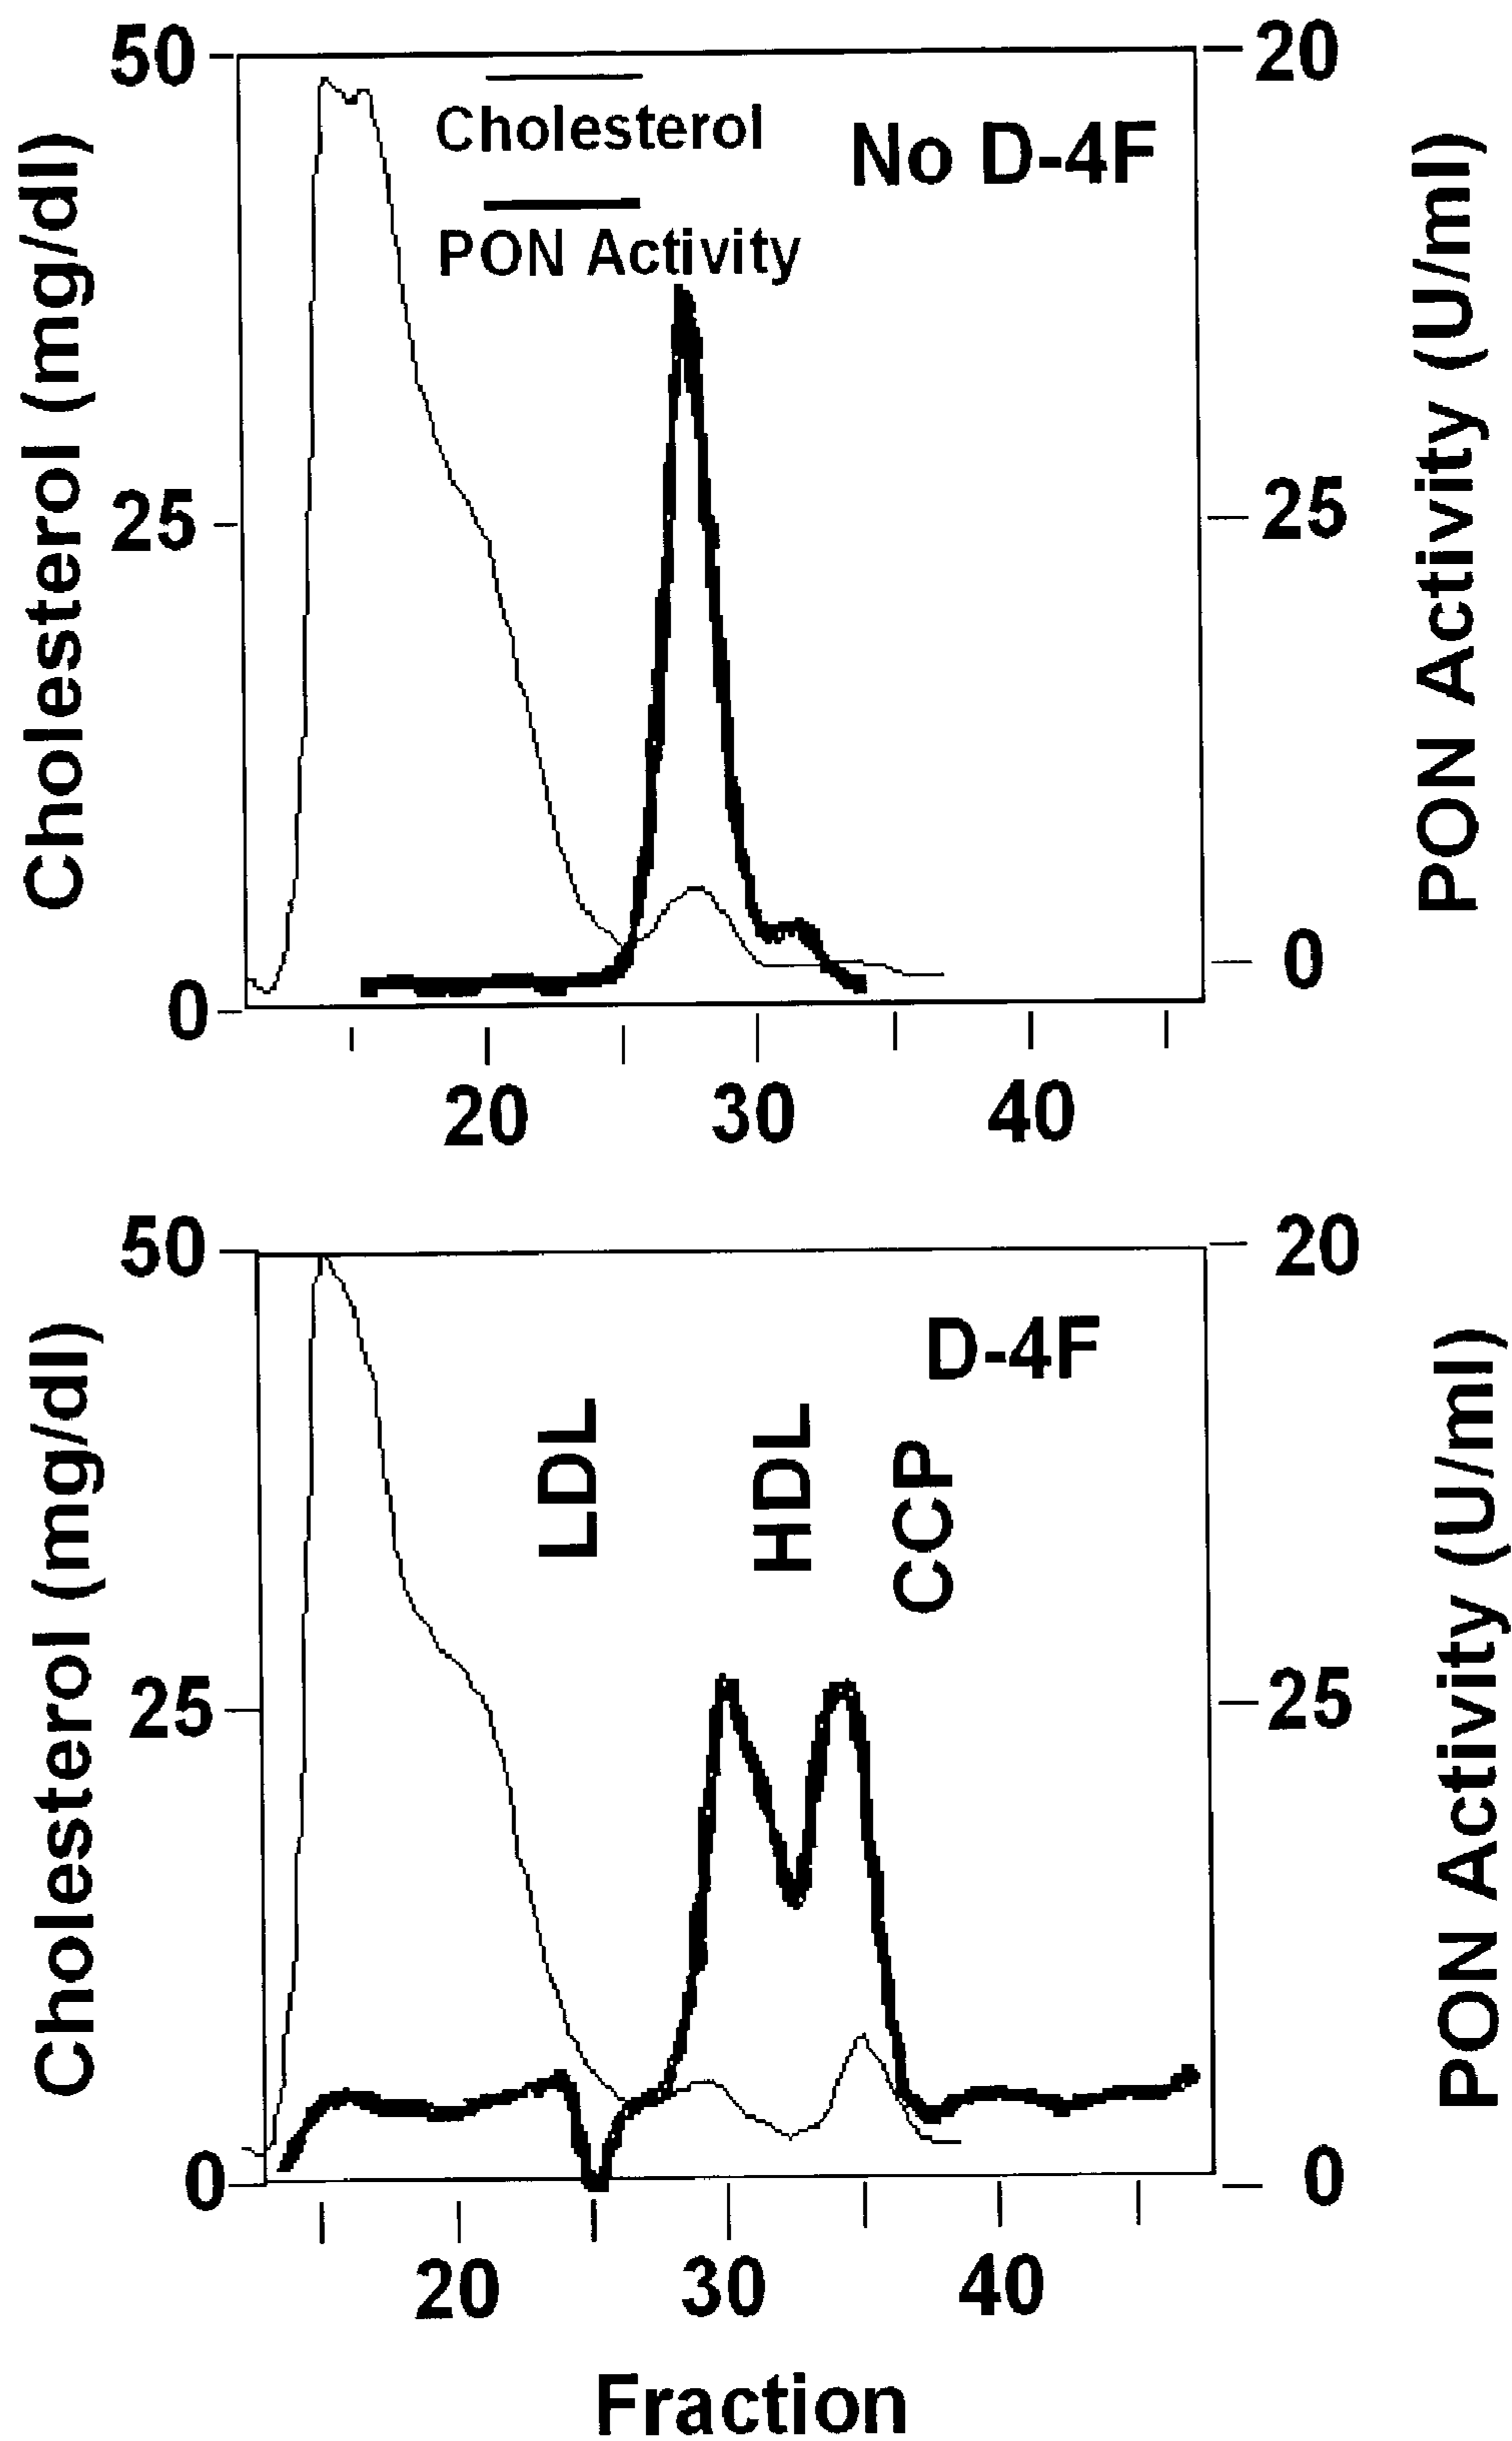 50
20
Cholesterol
No D-4F
PON Activity
Cholesterol (mg/dl)
PON Activity (U/ml)
25
25
0
0
20
30
40
50
20
D-4F
LDL
HDL
CCP
Cholesterol (mg/dl)
PON Activity (U/ml)
25
25
0
0
20
30
40
Fraction